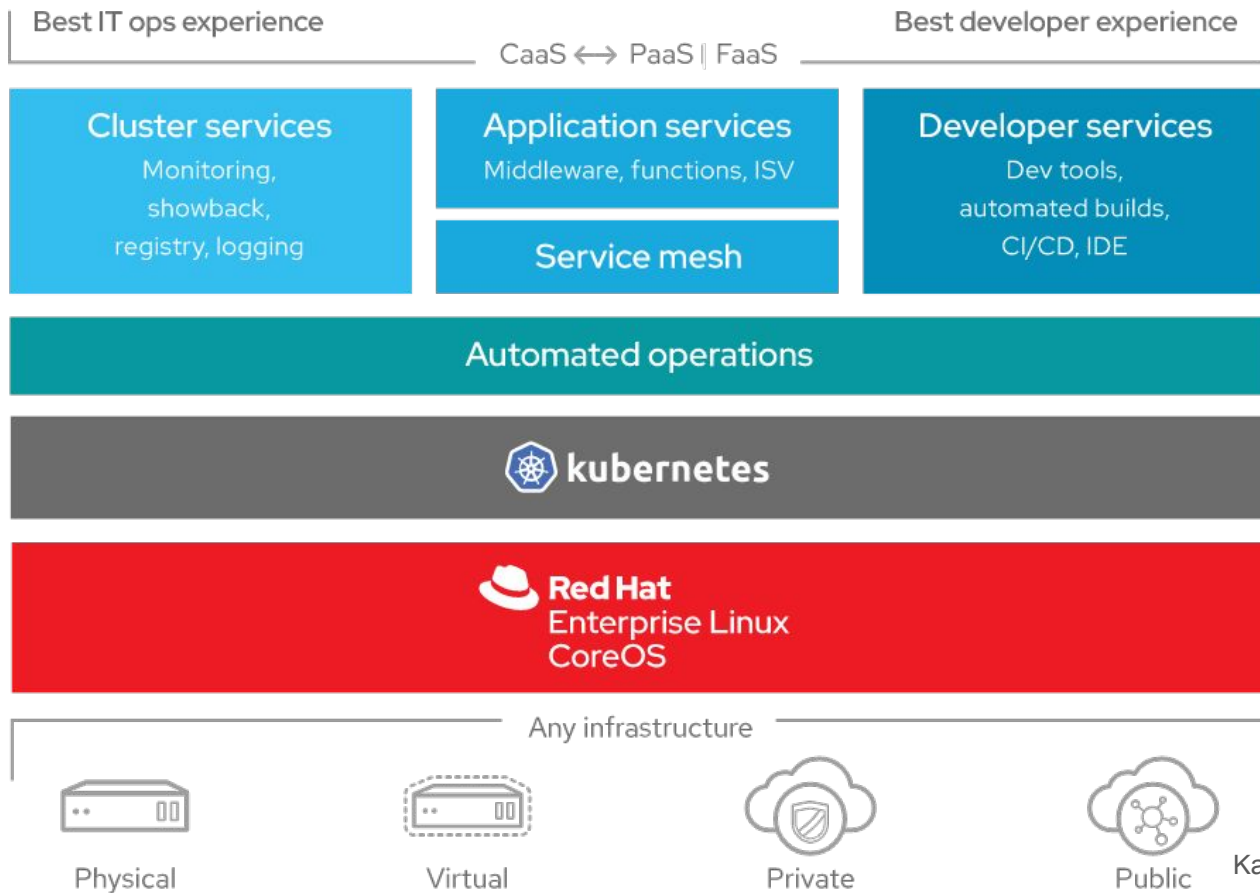 Best IT ops experience
Best developer experience
CaaS ↔ PaaS | FaaS
Cluster services
Monitoring,
showback,
registry, logging
Application services
Middleware, functions, ISV
Service mesh
Developer services
Dev tools,
automated builds,
CI/CD, IDE
Automated operations
kubernetes
Red Hat
Enterprise Linux
CoreOS
Any infrastructure
Physical
Virtual
Private
Public